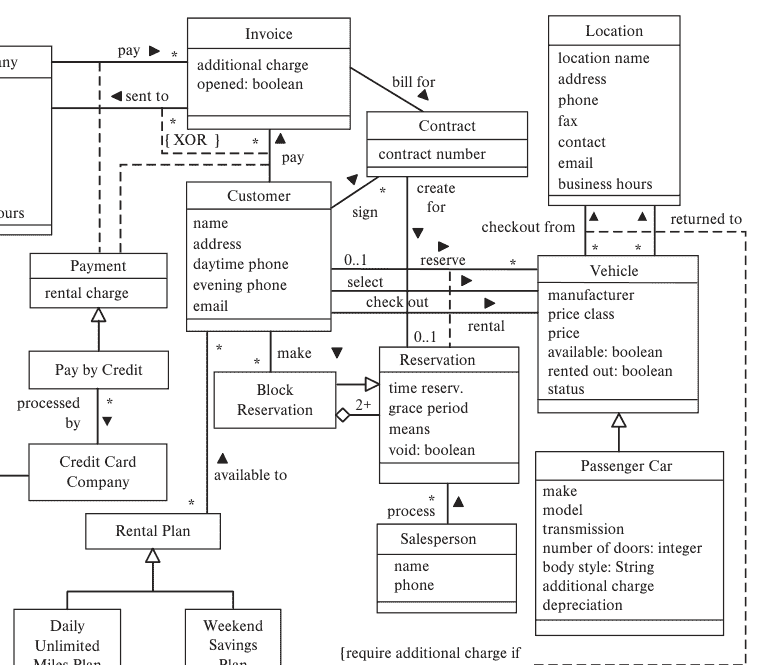 Invoice
additional charge
opened: boolean
Location
location name
address
phone
fax
contact
email
business hours
any
ours
pay ▶ *
◀ sent to
*
{ XOR }
*
pay
bill for
Contract
contract number
Customer
name
address
daytime phone
evening phone
email
sign
*
create
for
checkout from
returned to
*
*
0..1
reserve
*
select
check out
rental
Vehicle
manufacturer
price class
price
available: boolean
rented out: boolean
status
Payment
rental charge
Pay by Credit
processed
by
*
Credit Card
Company
*
*
make
Block
Reservation
2+
0..1
Reservation
time reserv.
grace period
means
void: boolean
available to
*
Rental Plan
Daily
Unlimited
Miles Plan
Weekend
Savings
Plan
*
process
Salesperson
name
phone
Passenger Car
make
model
transmission
number of doors: integer
body style: String
additional charge
depreciation
{require additional charge if